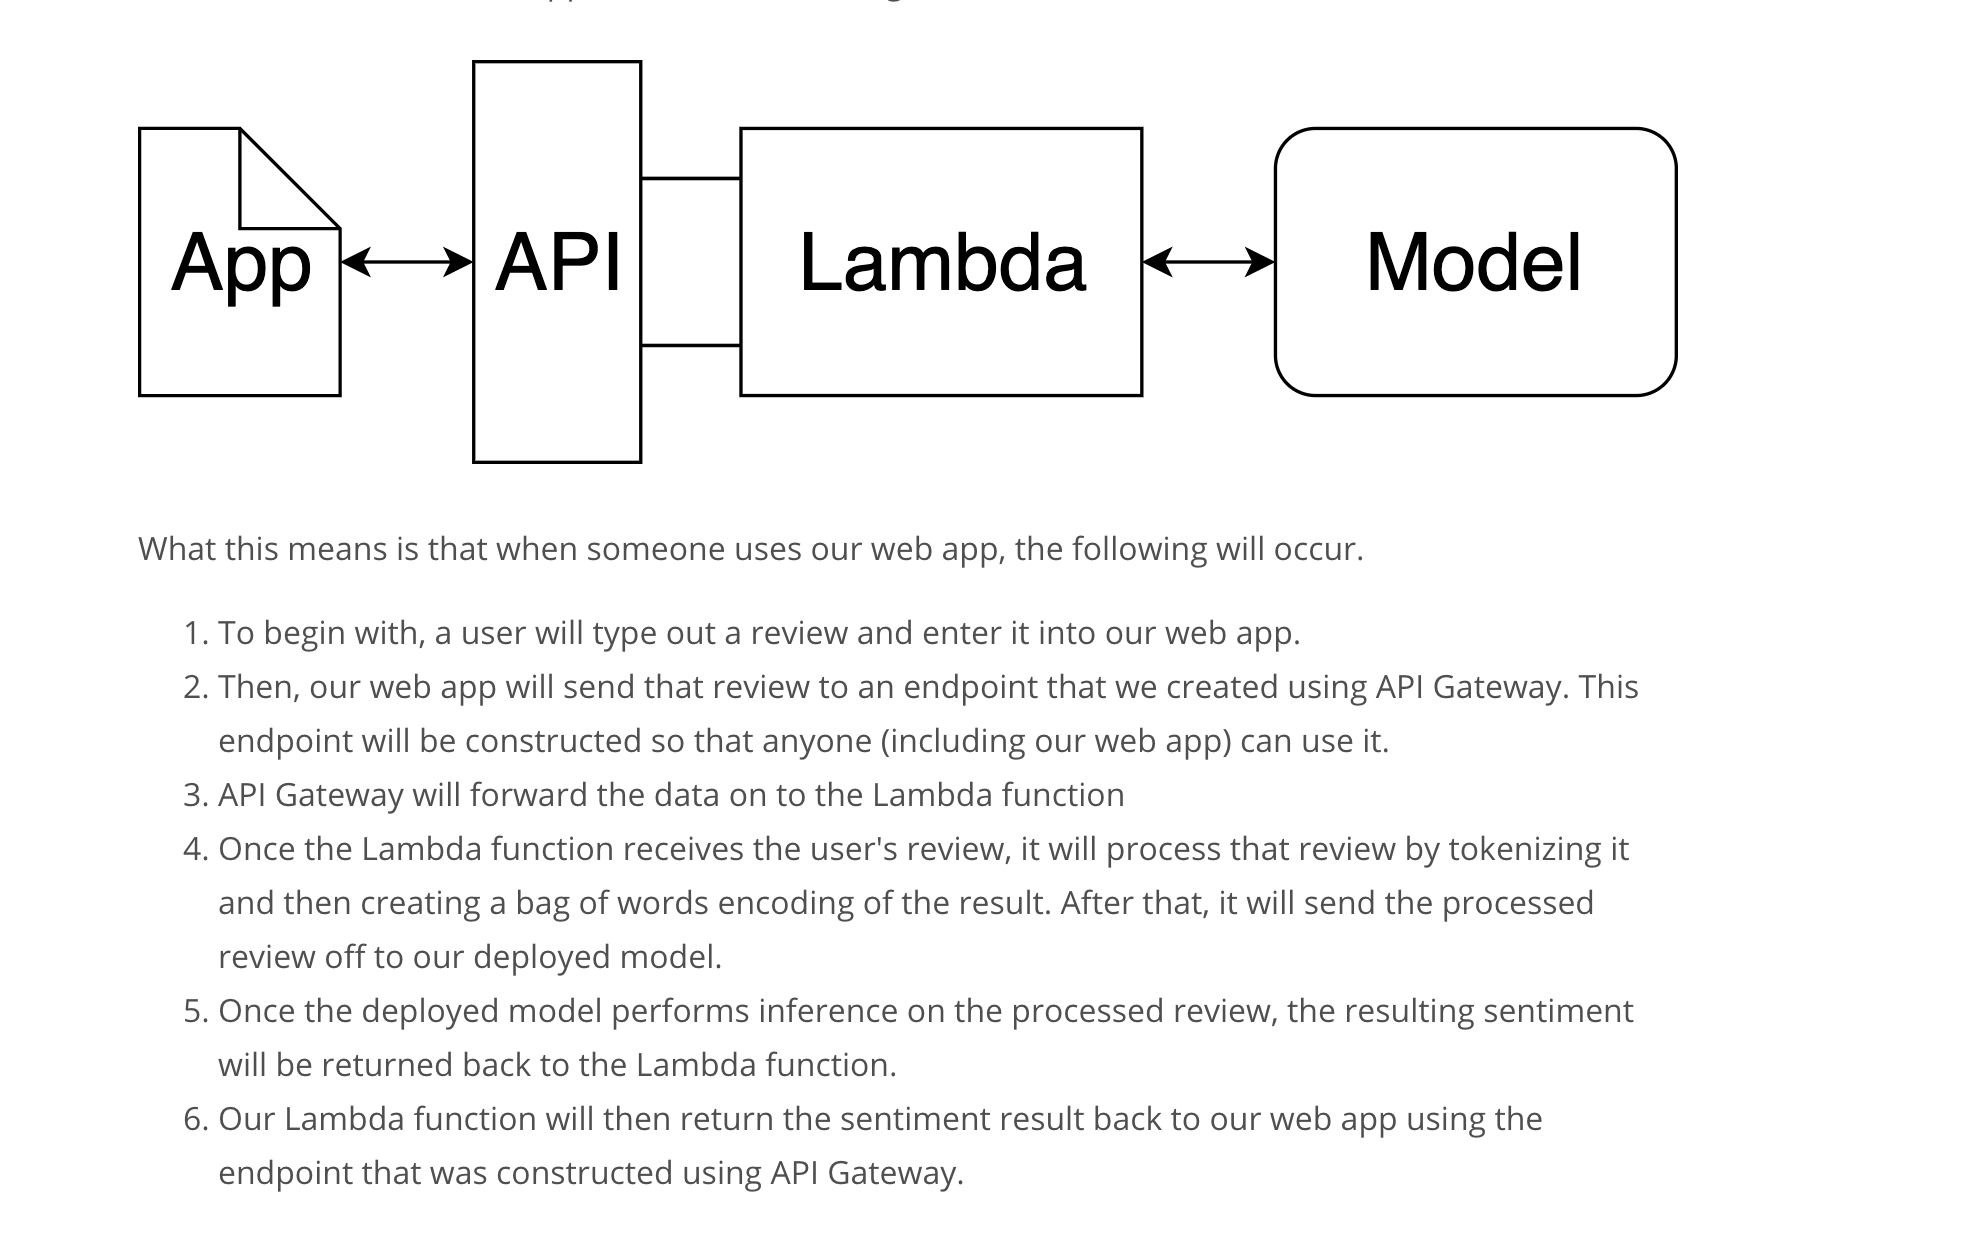 App
API
Lambda
Model
What this means is that when someone uses our web app, the following will occur.
1. To begin with, a user will type out a review and enter it into our web app.
2. Then, our web app will send that review to an endpoint that we created using API Gateway. This
endpoint will be constructed so that anyone (including our web app) can use it.
3. API Gateway will forward the data on to the Lambda function
4. Once the Lambda function receives the user's review, it will process that review by tokenizing it
and then creating a bag of words encoding of the result. After that, it will send the processed
review off to our deployed model.
5. Once the deployed model performs inference on the processed review, the resulting sentiment
will be returned back to the Lambda function.
6. Our Lambda function will then return the sentiment result back to our web app using the
endpoint that was constructed using API Gateway.